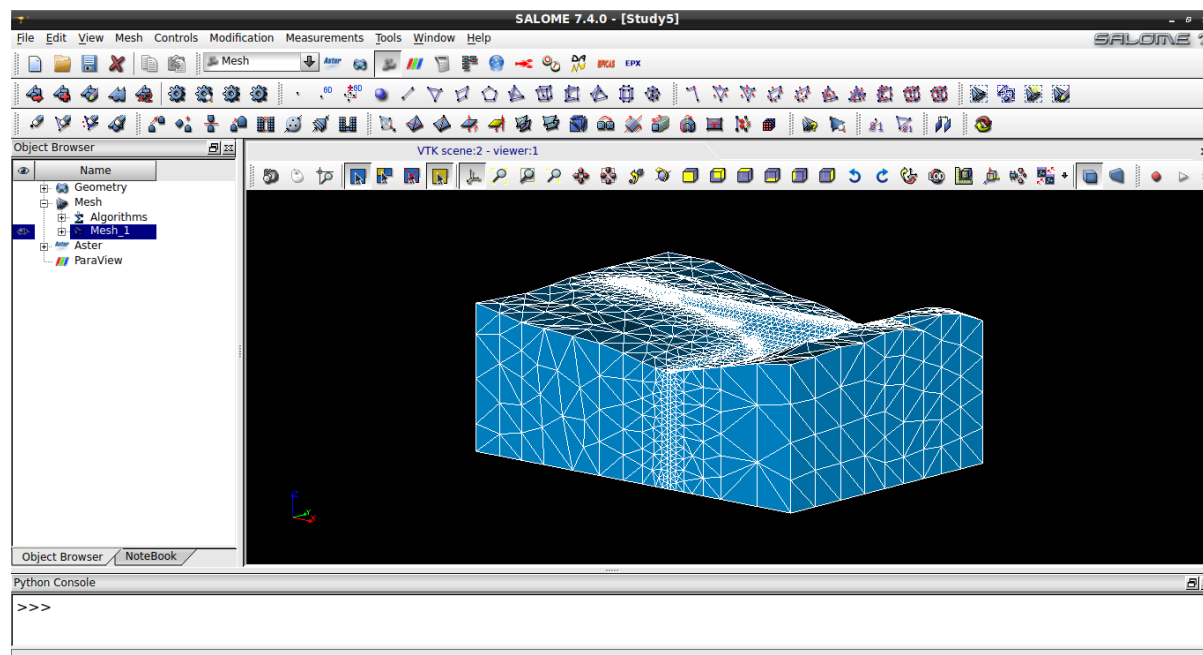 SALOME 7.4.0 - [Study5]
File Edit View Mesh Controls Modification Measurements Tools Window Help
SALOME
Mesh Aster EFICAS EPX
Object Browser
VTK scene:2 - viewer:1
Name
Geometry
Mesh
Algorithms
Mesh_1
Aster
ParaView
Object Browser NoteBook
Python Console
>>>